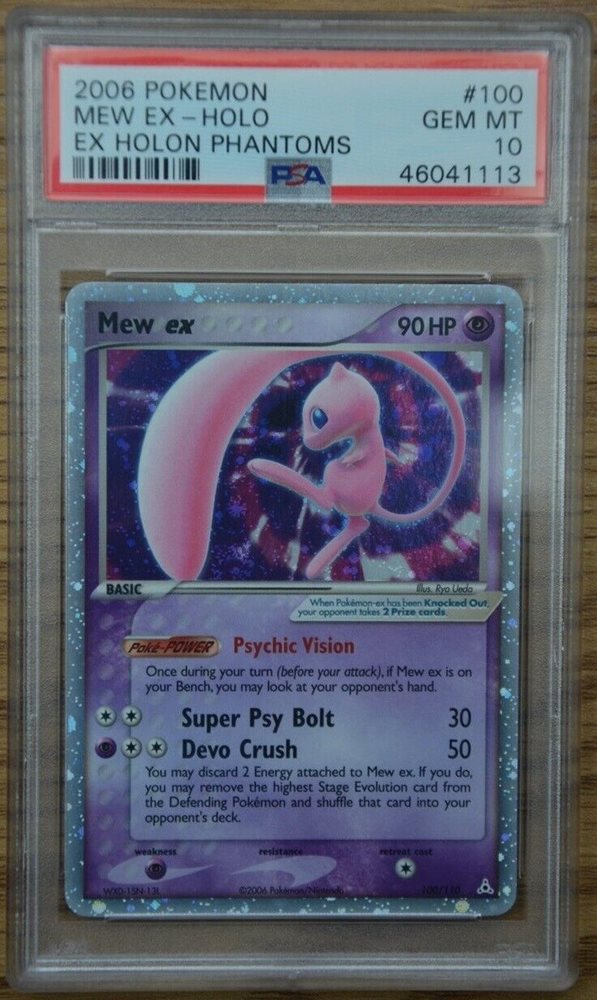 2006 POKEMON #100
MEW EX - HOLO GEM MT
EX HOLON PHANTOMS 10
PSA 46041113
Mew ex 90 HP
BASIC Illus. Ryo Ueda
When Pokémon-ex has been Knocked Out,
your opponent takes 2 Prize cards.
Poké-POWER Psychic Vision
Once during your turn (before your attack), if Mew ex is on
your Bench, you may look at your opponent's hand.
Super Psy Bolt 30
Devo Crush 50
You may discard 2 Energy attached to Mew ex. If you do,
you may remove the highest Stage Evolution card from
the Defending Pokémon and shuffle that card into your
opponent's deck.
weakness resistance retreat cost
WXD-15N-13L ©2006 Pokémon/Nintendo 100/110